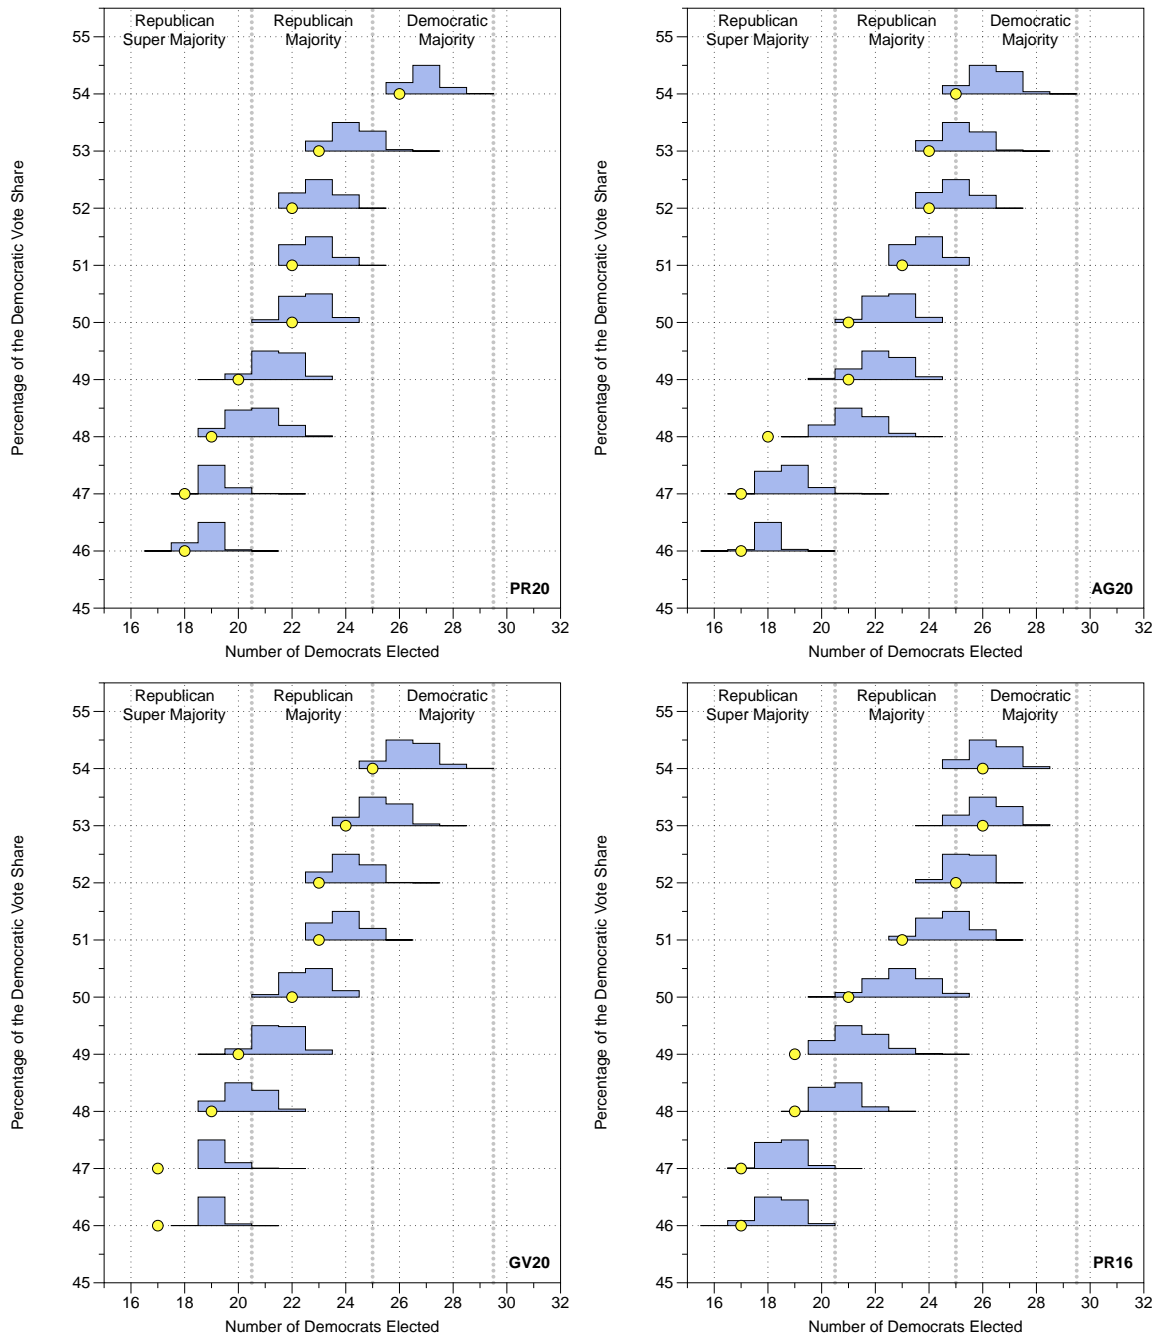 Republican Super Majority
Republican Majority
Democratic Majority
Percentage of the Democratic Vote Share
55
54
53
52
51
50
49
48
47
46
45
PR20
16 18 20 22 24 26 28 30 32
Number of Democrats Elected
Republican Super Majority
Republican Majority
Democratic Majority
Percentage of the Democratic Vote Share
55
54
53
52
51
50
49
48
47
46
45
AG20
16 18 20 22 24 26 28 30 32
Number of Democrats Elected
Republican Super Majority
Republican Majority
Democratic Majority
Percentage of the Democratic Vote Share
55
54
53
52
51
50
49
48
47
46
45
GV20
16 18 20 22 24 26 28 30 32
Number of Democrats Elected
Republican Super Majority
Republican Majority
Democratic Majority
Percentage of the Democratic Vote Share
55
54
53
52
51
50
49
48
47
46
45
PR16
16 18 20 22 24 26 28 30 32
Number of Democrats Elected